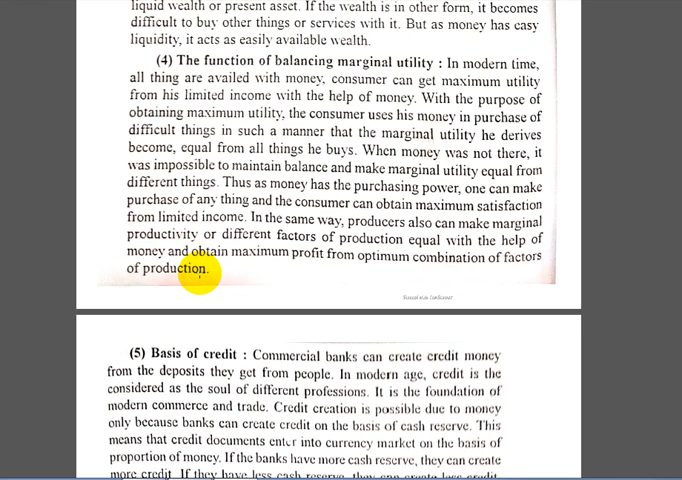 liquid wealth or present asset. If the wealth is in other form, it becomes
difficult to buy other things or services with it. But as money has easy
liquidity, it acts as easily available wealth.
(4) The function of balancing marginal utility : In modern time,
all thing are availed with money, consumer can get maximum utility
from his limited income with the help of money. With the purpose of
obtaining maximum utility, the consumer uses his money in purchase of
difficult things in such a manner that the marginal utility he derives
become, equal from all things he buys. When money was not there, it
was impossible to maintain balance and make marginal utility equal from
different things. Thus as money has the purchasing power, one can make
purchase of any thing and the consumer can obtain maximum satisfaction
from limited income. In the same way, producers also can make marginal
productivity or different factors of production equal with the help of
money and obtain maximum profit from optimum combination of factors
of production.
(5) Basis of credit : Commercial banks can create credit money
from the deposits they get from people. In modern age, credit is the
considered as the soul of different professions. It is the foundation of
modern commerce and trade. Credit creation is possible due to money
only because banks can create credit on the basis of cash reserve. This
means that credit documents enter into currency market on the basis of
proportion of money. If the banks have more cash reserve, they can create
more credit. If they have less cash reserve, they can create less credit